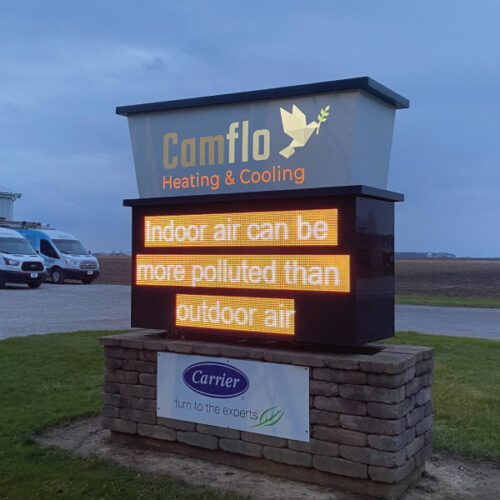 Camflo
Heating & Cooling
Indoor air can be
more polluted than
outdoor air
Carrier
turn to the experts